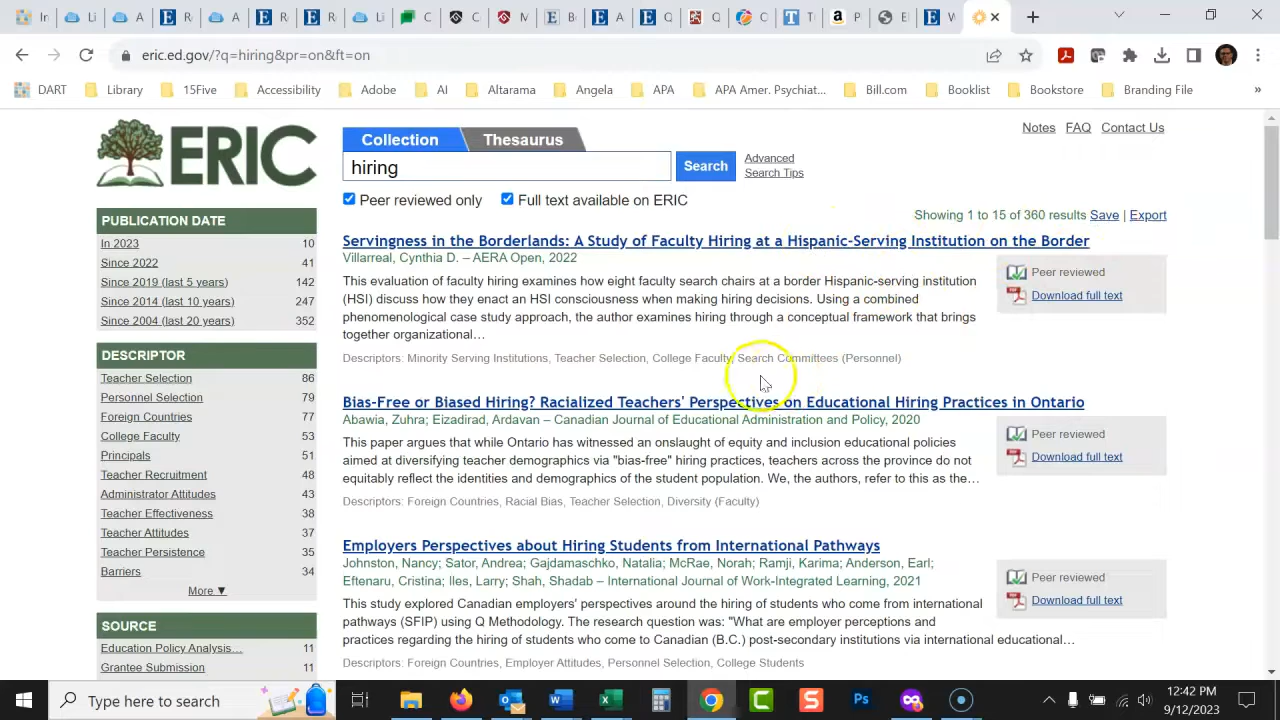 In
Li
A
R
A
R
R
Li
C
C
M
B
A
Q
Q
C
T
P
E
W
eric.ed.gov/?q=hiring&pr=on&ft=on
DART
Library
15Five
Accessibility
Adobe
AI
Altarama
Angela
APA
APA Amer. Psychiat...
Bill.com
Booklist
Bookstore
Branding File
»
ERIC
Collection
Thesaurus
Notes
FAQ
Contact Us
hiring
Search
Advanced
Search Tips
Peer reviewed only
Full text available on ERIC
Showing 1 to 15 of 360 results Save | Export
PUBLICATION DATE
In 2023 10
Since 2022 41
Since 2019 (last 5 years) 142
Since 2014 (last 10 years) 247
Since 2004 (last 20 years) 352
DESCRIPTOR
Teacher Selection 86
Personnel Selection 79
Foreign Countries 77
College Faculty 53
Principals 51
Teacher Recruitment 48
Administrator Attitudes 43
Teacher Effectiveness 38
Teacher Attitudes 37
Teacher Persistence 35
Barriers 34
More ▼
SOURCE
Education Policy Analysis… 11
Grantee Submission 11
Servingness in the Borderlands: A Study of Faculty Hiring at a Hispanic-Serving Institution on the Border
Villarreal, Cynthia D. – AERA Open, 2022
This evaluation of faculty hiring examines how eight faculty search chairs at a border Hispanic-serving institution
(HSI) discuss how they enact an HSI consciousness when making hiring decisions. Using a combined
phenomenological case study approach, the author examines hiring through a conceptual framework that brings
together organizational…
Descriptors: Minority Serving Institutions, Teacher Selection, College Faculty, Search Committees (Personnel)
Peer reviewed
Download full text
Bias-Free or Biased Hiring? Racialized Teachers' Perspectives on Educational Hiring Practices in Ontario
Abawia, Zuhra; Eizadirad, Ardavan – Canadian Journal of Educational Administration and Policy, 2020
This paper argues that while Ontario has witnessed an onslaught of equity and inclusion educational policies
aimed at diversifying teacher demographics via "bias-free" hiring practices, teachers across the province do not
equitably reflect the identities and demographics of the student population. We, the authors, refer to this as the…
Descriptors: Foreign Countries, Racial Bias, Teacher Selection, Diversity (Faculty)
Peer reviewed
Download full text
Employers Perspectives about Hiring Students from International Pathways
Johnston, Nancy; Sator, Andrea; Gajdamaschko, Natalia; McRae, Norah; Ramji, Karima; Anderson, Earl;
Eftenaru, Cristina; Iles, Larry; Shah, Shadab – International Journal of Work-Integrated Learning, 2021
This study explored Canadian employers' perspectives around the hiring of students who come from international
pathways (SFIP) using Q Methodology. The research question was: "What are employer perceptions and
practices regarding the hiring of students who come to Canadian (B.C.) post-secondary institutions via international educational…
Descriptors: Foreign Countries, Employer Attitudes, Personnel Selection, College Students
Peer reviewed
Download full text
Type here to search
12:42 PM
9/12/2023